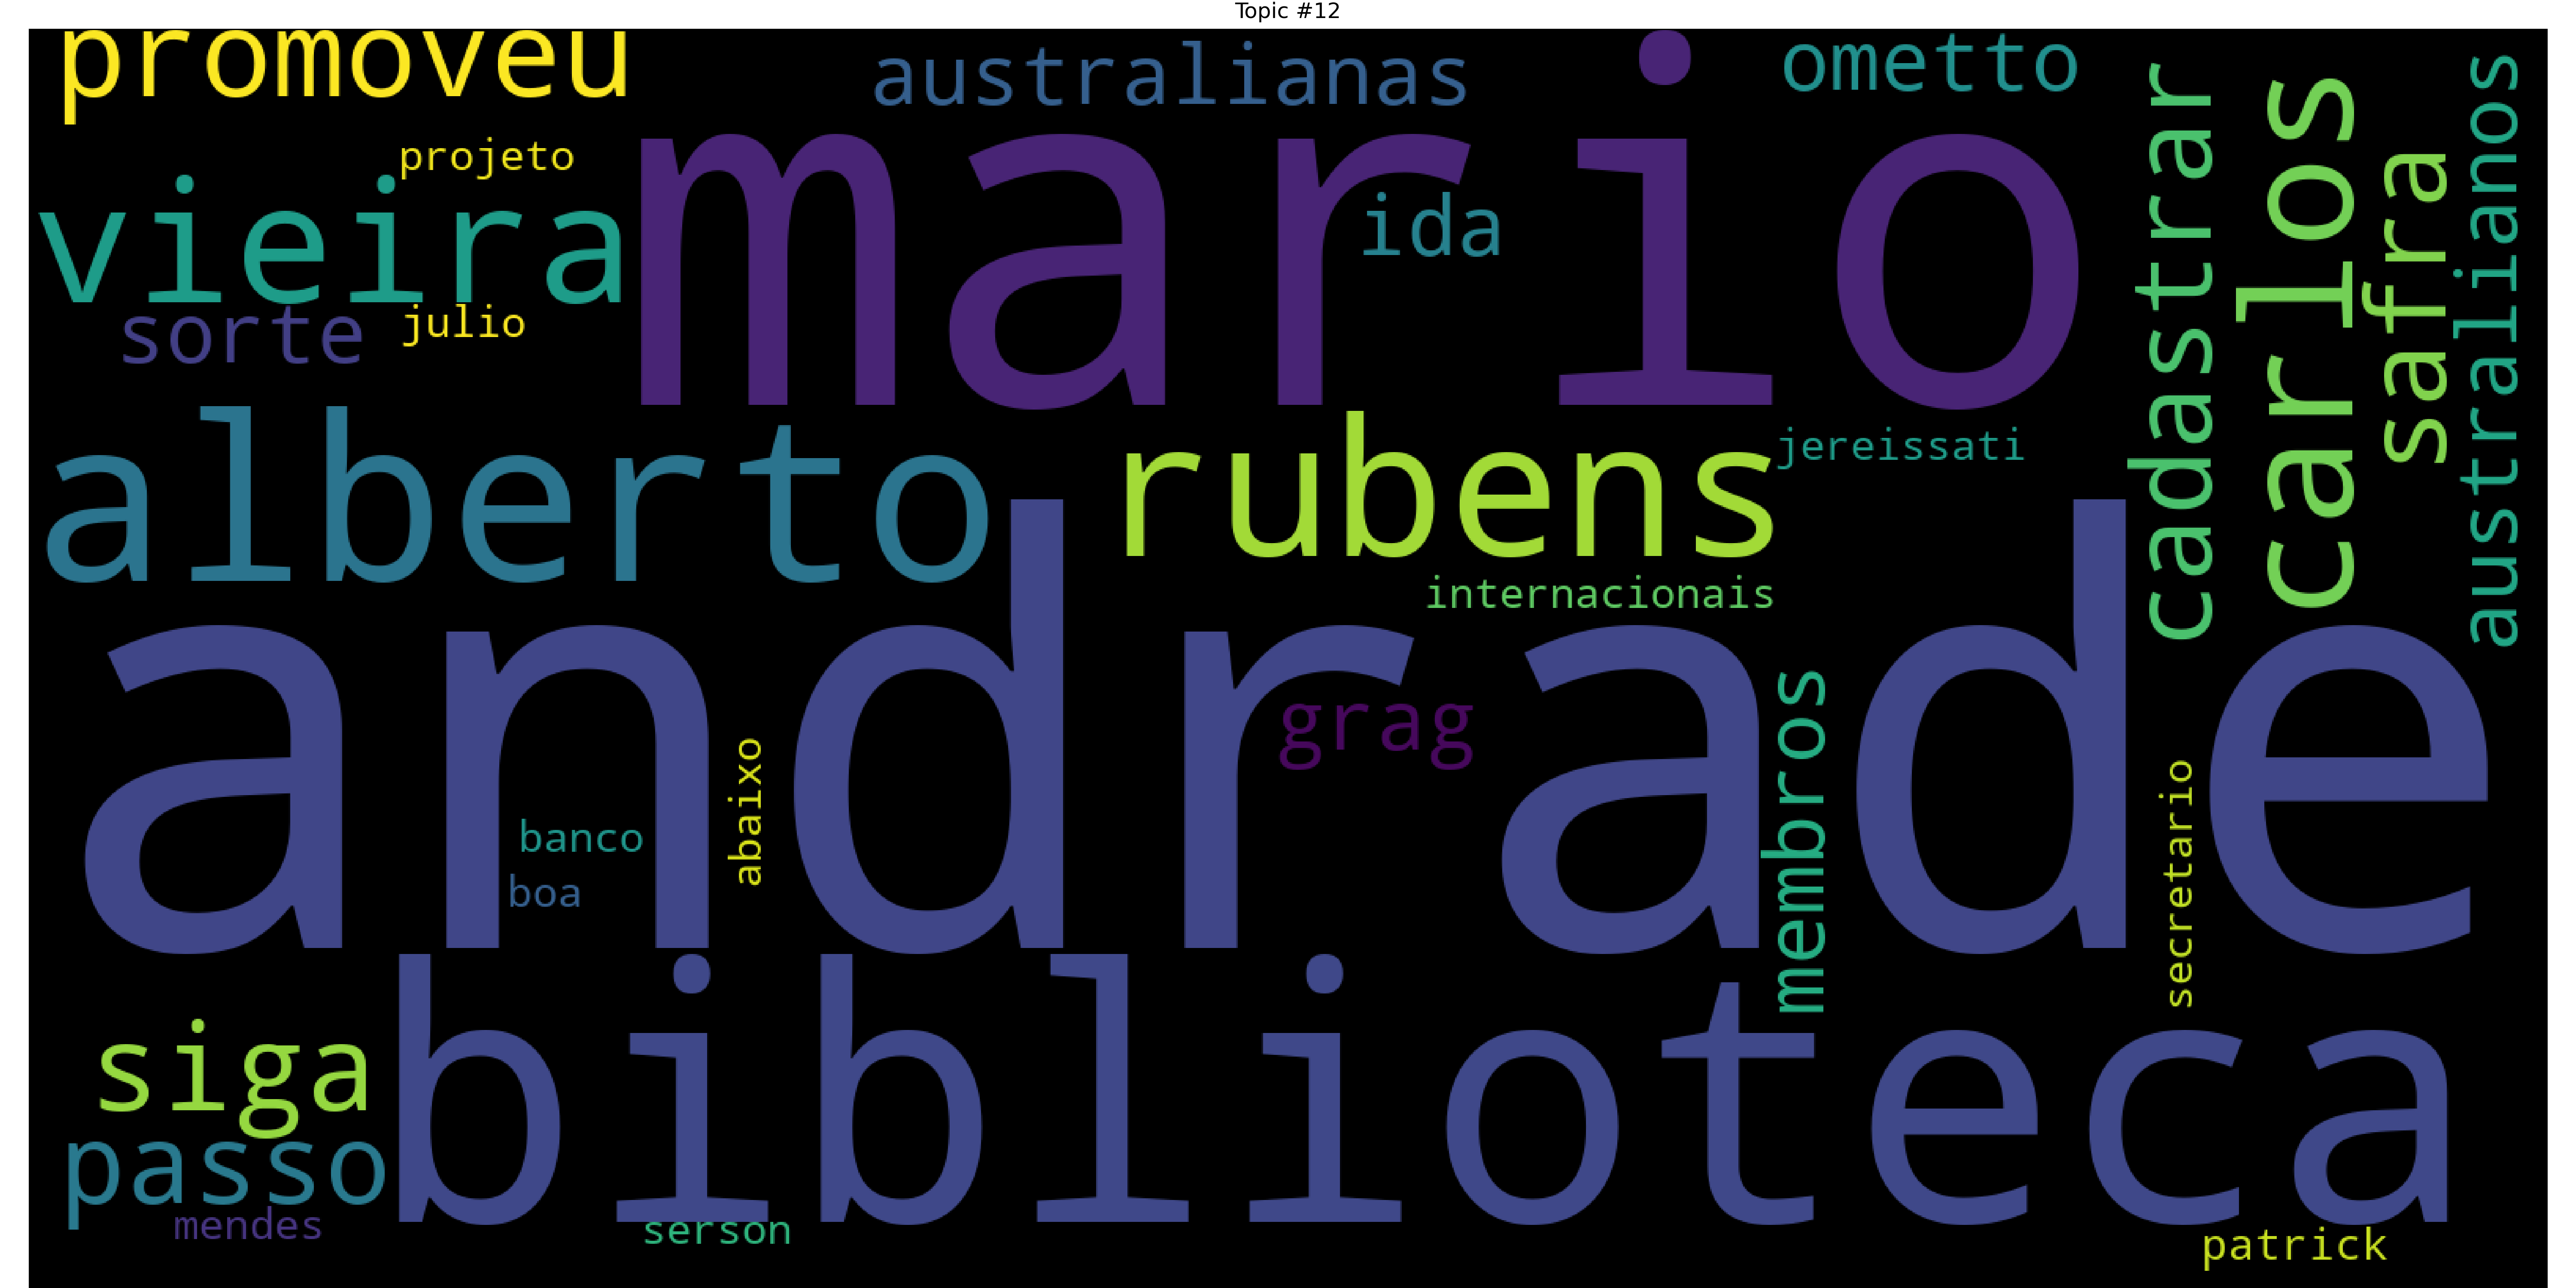 Topic #12
promoveu
australianas
ometto
projeto
mario
vieira
ida
sorte
julio
cadastrar
carlos
safra
australianos
alberto
rubens
jereissati
internacionais
andrade
grag
membros
banco
abaixo
boa
secretario
siga
biblioteca
passo
mendes
serson
patrick